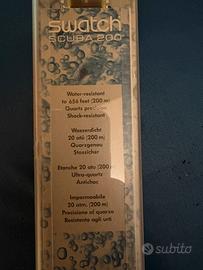 swatch
SCUBA 200
Water-resistant
to 656 feet (200 m)
Quartz precision
Shock-resistant
Wasserdicht
20 atü (200 m)
Quarzgenau
Stossicher
Etanche 20 atü (200 m)
Ultra-quartz
Antichoc
Impermeabile
20 atm. (200 m)
Precisione al quarzo
Resistente agli urti
subito